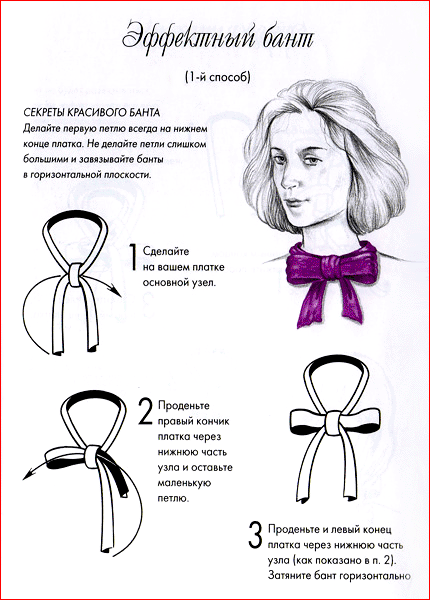 Эффектный бант
(1-й способ)
СЕКРЕТЫ КРАСИВОГО БАНТА
Делайте первую петлю всегда на нижнем
конце платка. Не делайте петли слишком
большими и завязывайте банты
в горизонтальной плоскости.
1 Сделайте
на вашем платке
основной узел.
2 Проденьте
правый кончик
платка через
нижнюю часть
узла и оставьте
маленькую
петлю.
3 Проденьте и левый конец
платка через нижнюю часть
узла (как показано в п. 2).
Затяните бант горизонтально